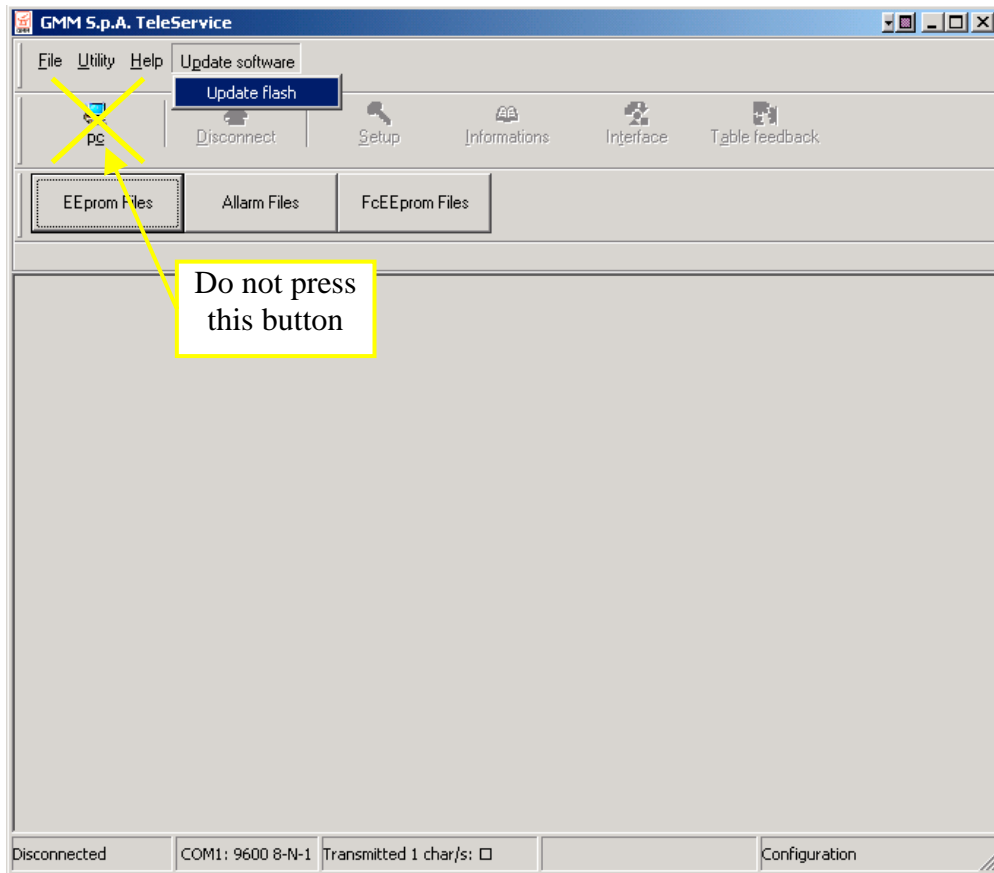 GMM S.p.A. TeleService
File Utility Help Update software
Update flash
pc Disconnect Setup Informations Interface Table feedback
EEprom Files Allarm Files FcEEprom Files
Do not press
this button
Disconnected COM1: 9600 8-N-1 Transmitted 1 char/s: □ Configuration